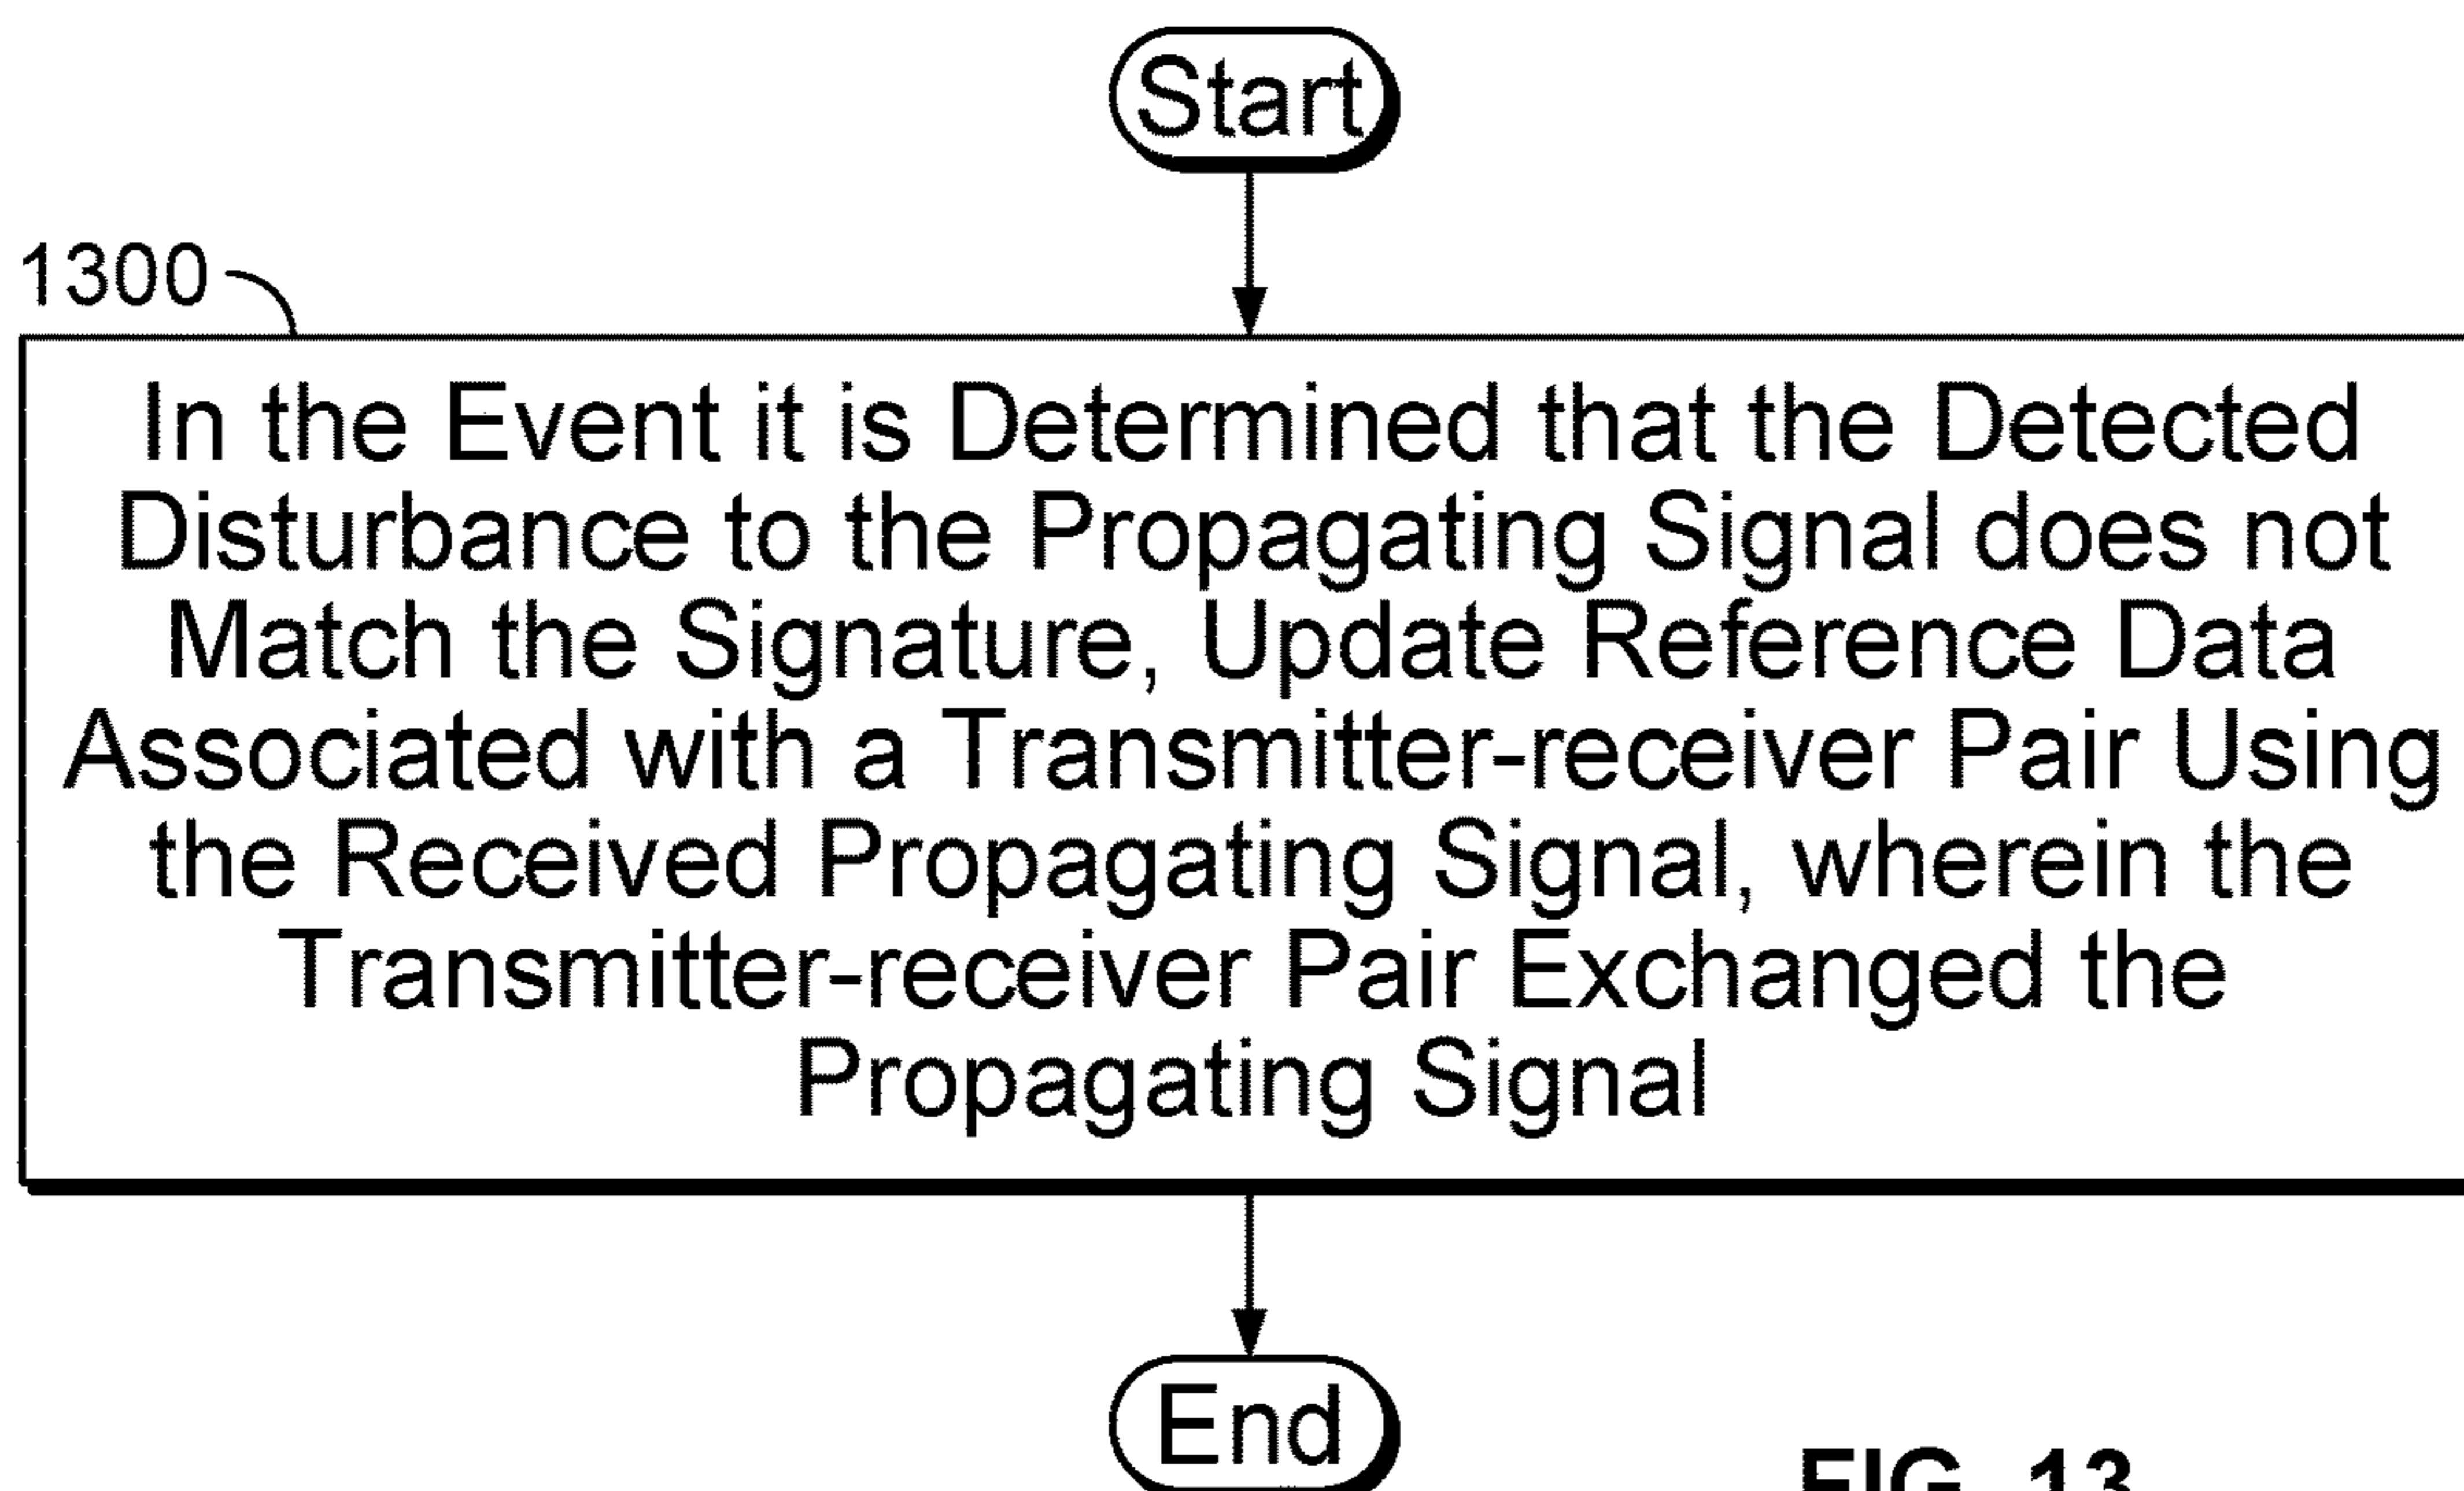 Start
1300
In the Event it is Determined that the Detected
Disturbance to the Propagating Signal does not
Match the Signature, Update Reference Data
Associated with a Transmitter-receiver Pair Using
the Received Propagating Signal, wherein the
Transmitter-receiver Pair Exchanged the
Propagating Signal
End
FIG. 13